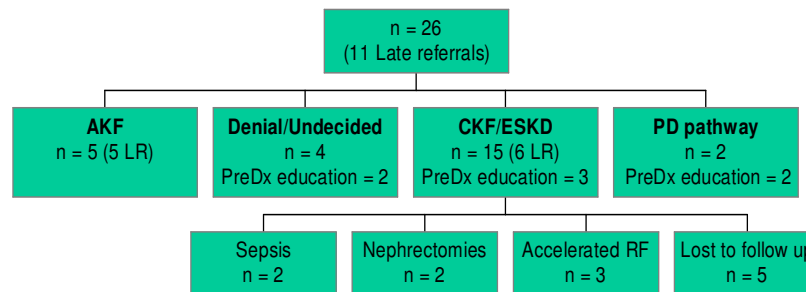 n = 26
(11 Late referrals)
AKF
n = 5 (5 LR)
Denial/Undecided
n = 4
PreDx education = 2
CKF/ESKD
n = 15 (6 LR)
PreDx education = 3
PD pathway
n = 2
PreDx education = 2
Sepsis
n = 2
Nephrectomies
n = 2
Accelerated RF
n = 3
Lost to follow up
n = 5